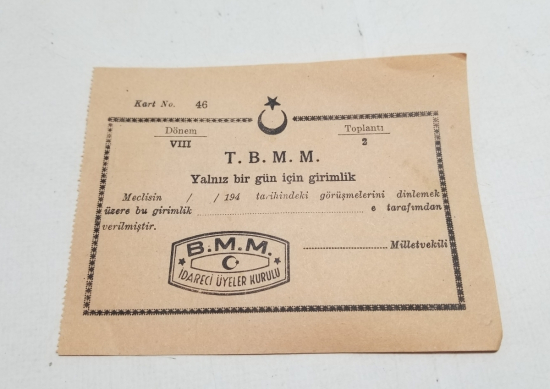 Kart No. 46
Dönem
VIII
Toplantı
2
T. B. M. M.
Yalnız bir gün için girimlik
Meclisin / / 194 tarihindeki görüşmelerini dinlemek
üzere bu girimlik ........................................ e tarafımdan
verilmiştir.
........................................ Milletvekili
B.M.M.
İDARECİ ÜYELER KURULU